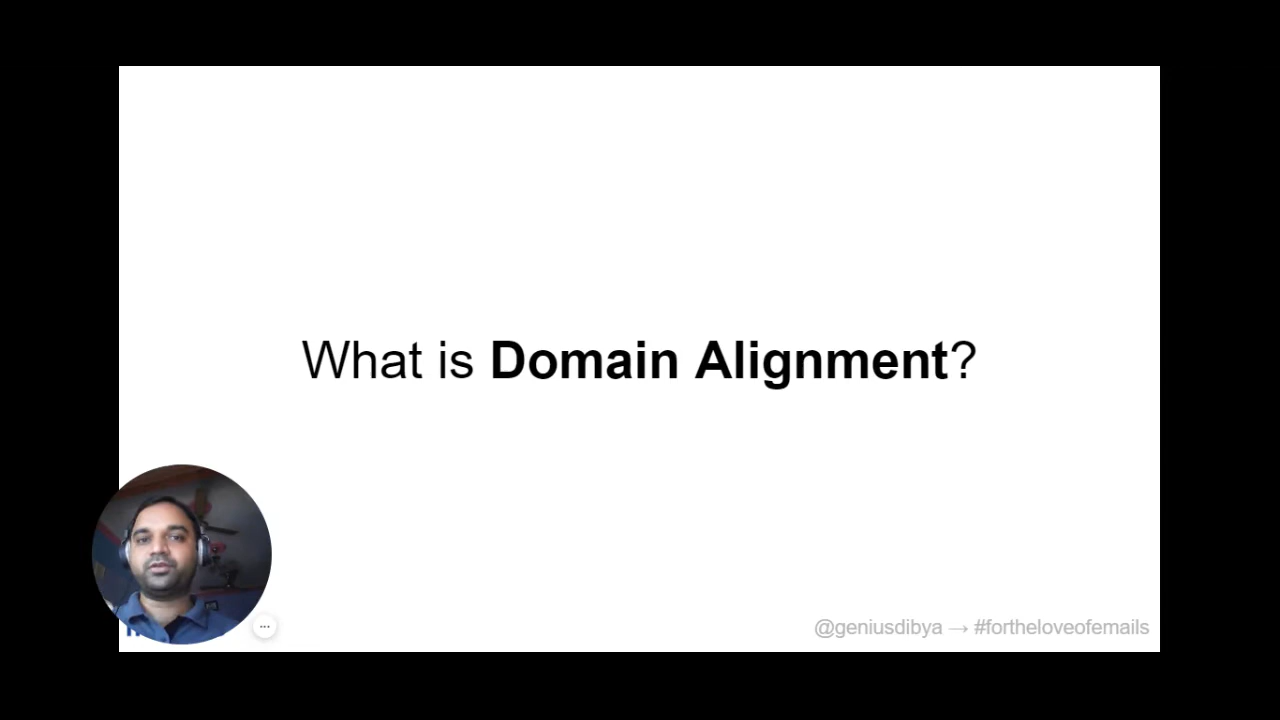 What is Domain Alignment?
@geniusdibya → #fortheloveofemails